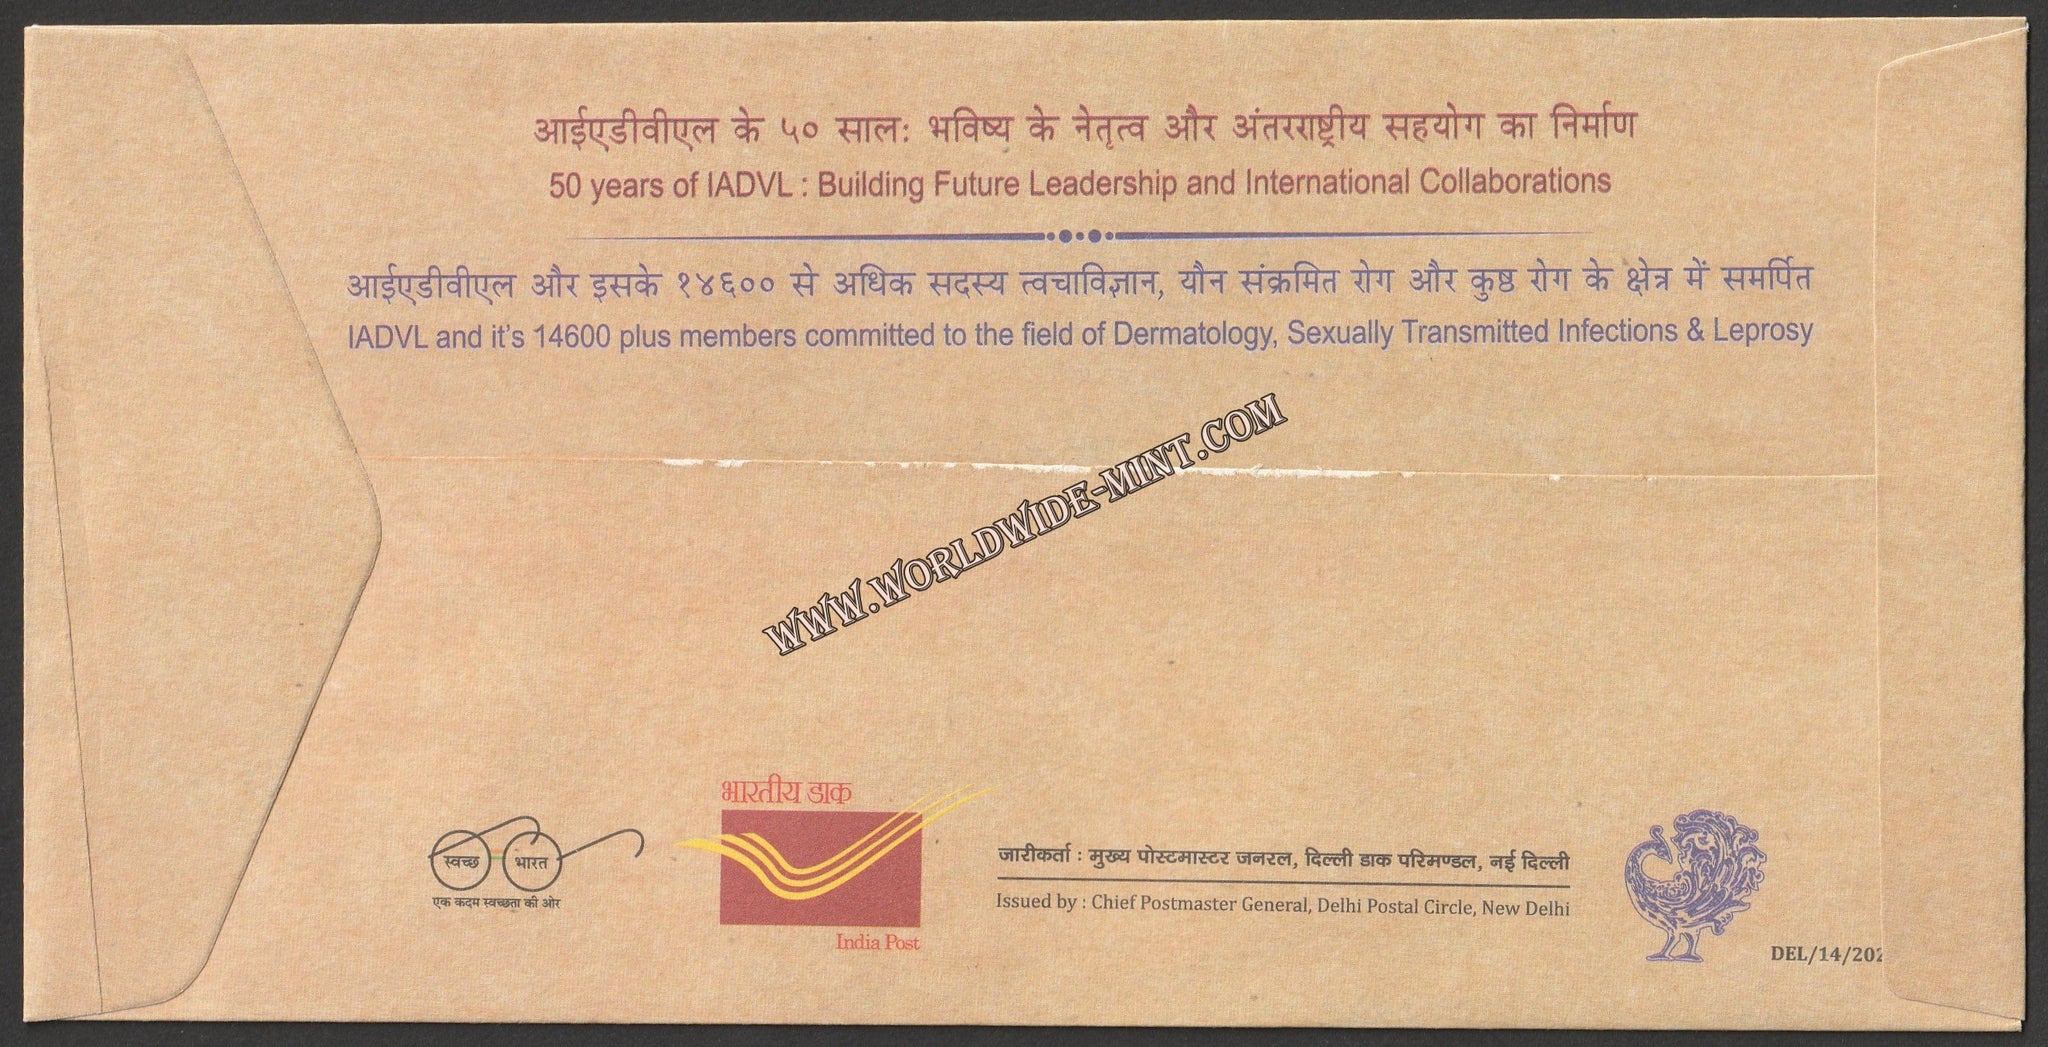 आईएडीवीएल के ५० सालः भविष्य के नेतृत्व और अंतरराष्ट्रीय सहयोग का निर्माण
50 years of IADVL : Building Future Leadership and International Collaborations
आईएडीवीएल और इसके १४६०० से अधिक सदस्य त्वचाविज्ञान, यौन संक्रमित रोग और कुष्ठ रोग के क्षेत्र में समर्पित
IADVL and it's 14600 plus members committed to the field of Dermatology, Sexually Transmitted Infections & Leprosy
WWW.WORLDWIDE-MINT.COM
स्वच्छ भारत
एक कदम स्वच्छता की ओर
भारतीय डाक
India Post
जारीकर्ता : मुख्य पोस्टमास्टर जनरल, दिल्ली डाक परिमण्डल, नई दिल्ली
Issued by : Chief Postmaster General, Delhi Postal Circle, New Delhi
DEL/14/202